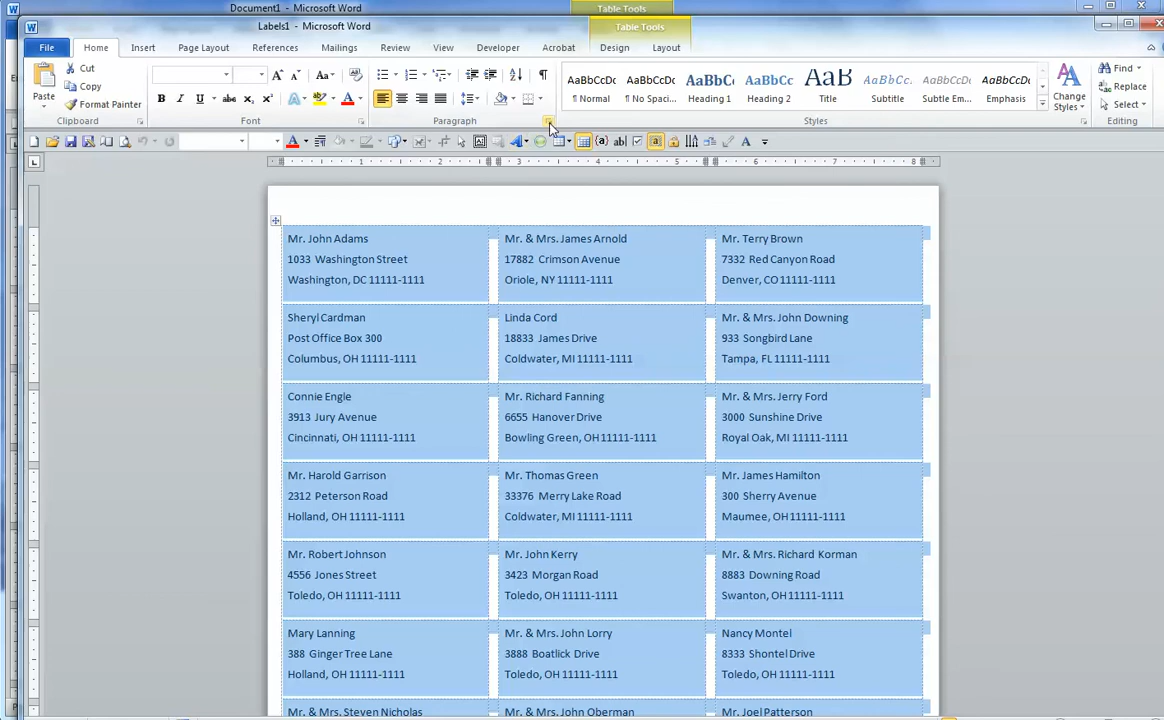 Document1 - Microsoft Word
Table Tools
Labels1 - Microsoft Word
Table Tools
File Home Insert Page Layout References Mailings Review View Developer Acrobat Design Layout
Paste
Cut
Copy
Format Painter
Clipboard
Font
Paragraph
AaBbCcDc
¶ Normal
AaBbCcDc
¶ No Spaci...
AaBbC
Heading 1
AaBbCc
Heading 2
AaB
Title
AaBbCc.
Subtitle
AaBbCcD
Subtle Em...
AaBbCcD
Emphasis
Change
Styles
Styles
Find
Replace
Select
Editing
3 4 5 6 7 8
Mr. John Adams
1033 Washington Street
Washington, DC 11111-1111
Mr. & Mrs. James Arnold
17882 Crimson Avenue
Oriole, NY 11111-1111
Mr. Terry Brown
7332 Red Canyon Road
Denver, CO 11111-1111
Sheryl Cardman
Post Office Box 300
Columbus, OH 11111-1111
Linda Cord
18833 James Drive
Coldwater, MI 11111-1111
Mr. & Mrs. John Downing
933 Songbird Lane
Tampa, FL 11111-1111
Connie Engle
3913 Jury Avenue
Cincinnati, OH 11111-1111
Mr. Richard Fanning
6655 Hanover Drive
Bowling Green, OH 11111-1111
Mr. & Mrs. Jerry Ford
3000 Sunshine Drive
Royal Oak, MI 11111-1111
Mr. Harold Garrison
2312 Peterson Road
Holland, OH 11111-1111
Mr. Thomas Green
33376 Merry Lake Road
Coldwater, MI 11111-1111
Mr. James Hamilton
300 Sherry Avenue
Maumee, OH 11111-1111
Mr. Robert Johnson
4556 Jones Street
Toledo, OH 11111-1111
Mr. John Kerry
3423 Morgan Road
Toledo, OH 11111-1111
Mr. & Mrs. Richard Korman
8883 Downing Road
Swanton, OH 11111-1111
Mary Lanning
388 Ginger Tree Lane
Holland, OH 11111-1111
Mr. & Mrs. John Lorry
3888 Boatlick Drive
Toledo, OH 11111-1111
Nancy Montel
8333 Shontel Drive
Toledo, OH 11111-1111
Mr. & Mrs. Steven Nicholas
Mr. & Mrs. John Oberman
Mr. Joel Patterson